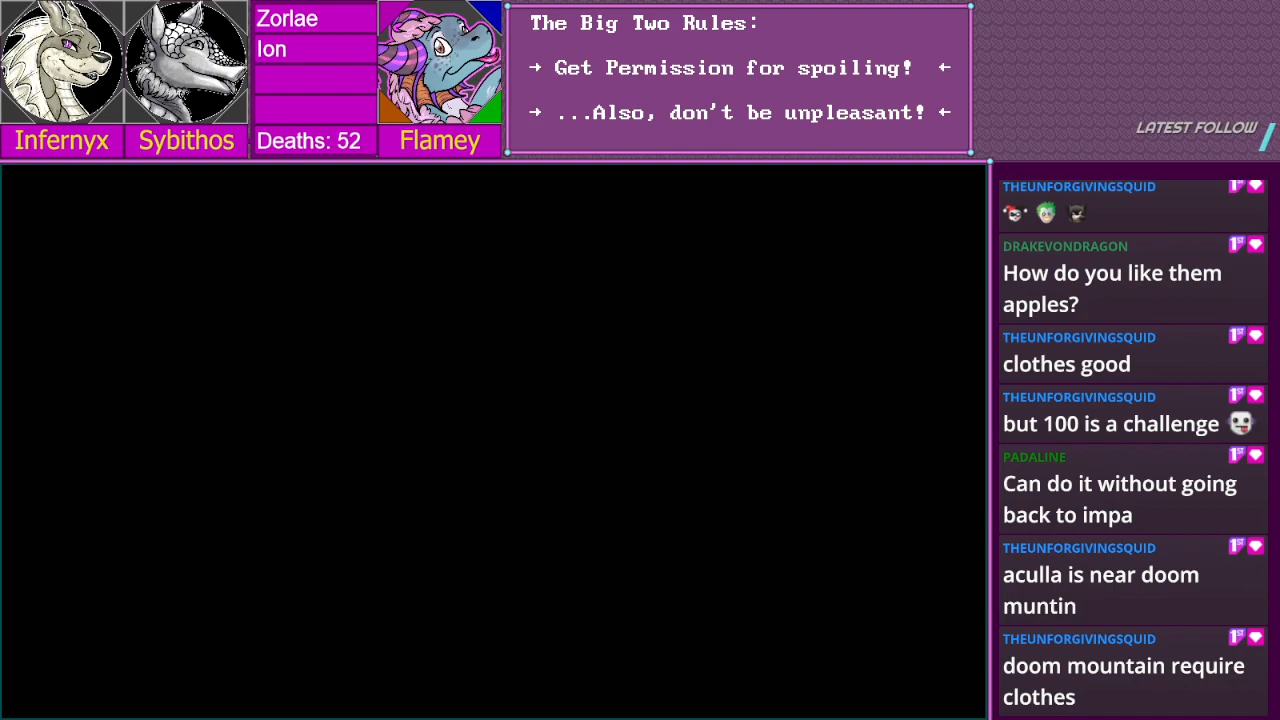 Zorlae
Ion
Infernyx
Sybithos
Deaths: 52
Flamey
The Big Two Rules:
→ Get Permission for spoiling! ←
→ ...Also, don't be unpleasant! ←
LATEST FOLLOW
THEUNFORGIVINGSQUID
DRAKEVONDRAGON
How do you like them
apples?
THEUNFORGIVINGSQUID
clothes good
THEUNFORGIVINGSQUID
but 100 is a challenge
PADALINE
Can do it without going
back to impa
THEUNFORGIVINGSQUID
aculla is near doom
muntin
THEUNFORGIVINGSQUID
doom mountain require
clothes